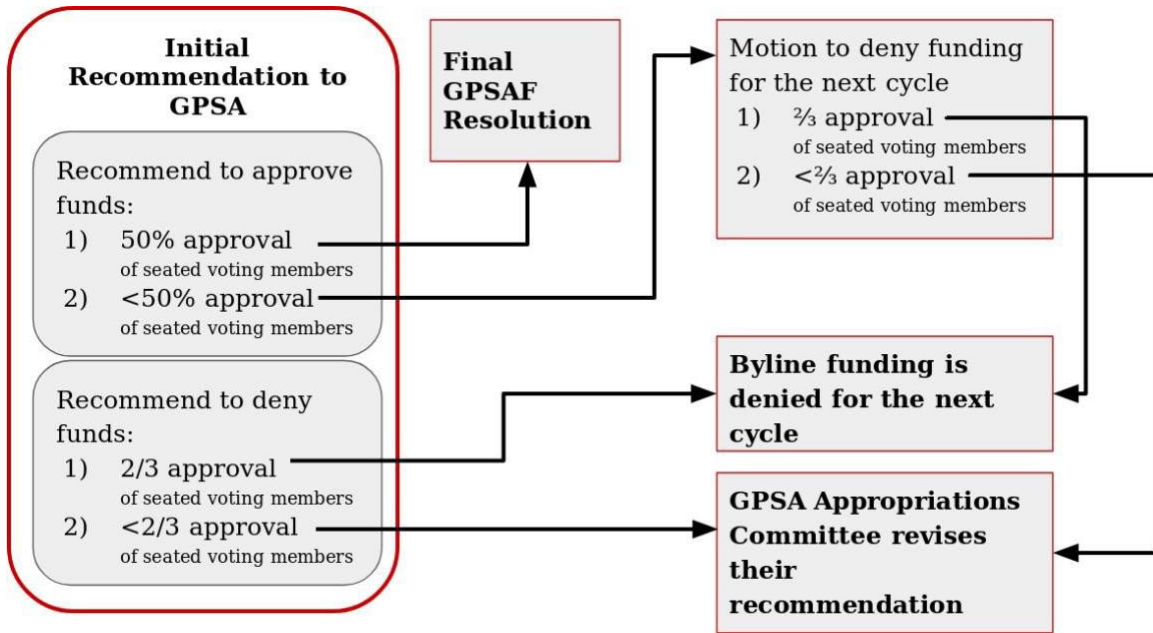 Initial
Recommendation to
GPSA
Recommend to approve
funds:
1) 50% approval
of seated voting members
2) <50% approval
of seated voting members
Recommend to deny
funds:
1) 2/3 approval
of seated voting members
2) <2/3 approval
of seated voting members
Final
GPSAF
Resolution
Motion to deny funding
for the next cycle
1) ⅔ approval
of seated voting members
2) <⅔ approval
of seated voting members
Byline funding is
denied for the next
cycle
GPSA Appropriations
Committee revises
their
recommendation